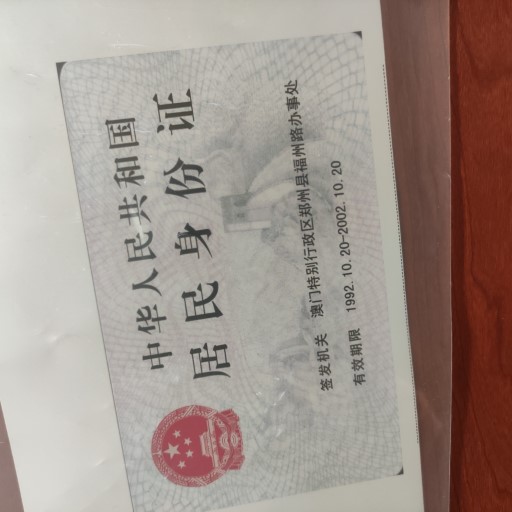 中华人民共和国
居民身份证
签发机关 澳门特别行政区郑州县福州路办事处
有效期限 1992.10.20-2002.10.20